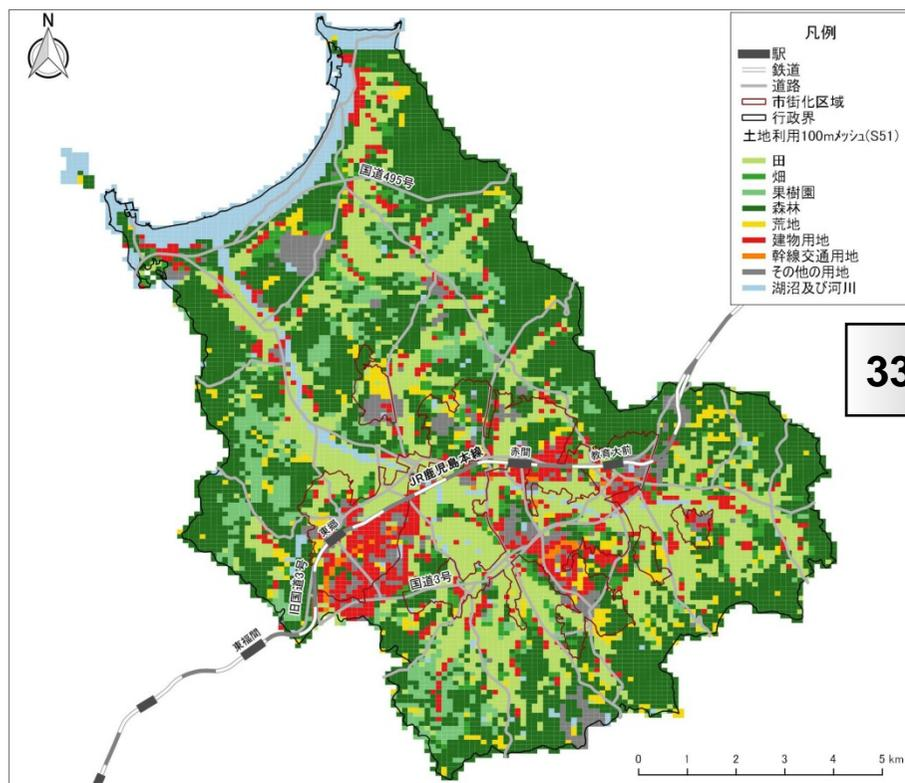 N
凡例
駅
鉄道
道路
市街化区域
行政界
土地利用100mメッシュ(S51)
田
畑
果樹園
森林
荒地
建物用地
幹線交通用地
その他の用地
湖沼及び河川
33
国道495号
JR鹿児島本線
赤間
教育大前
東郷
旧国道3号
国道3号
東福間
0 1 2 3 4 5 km